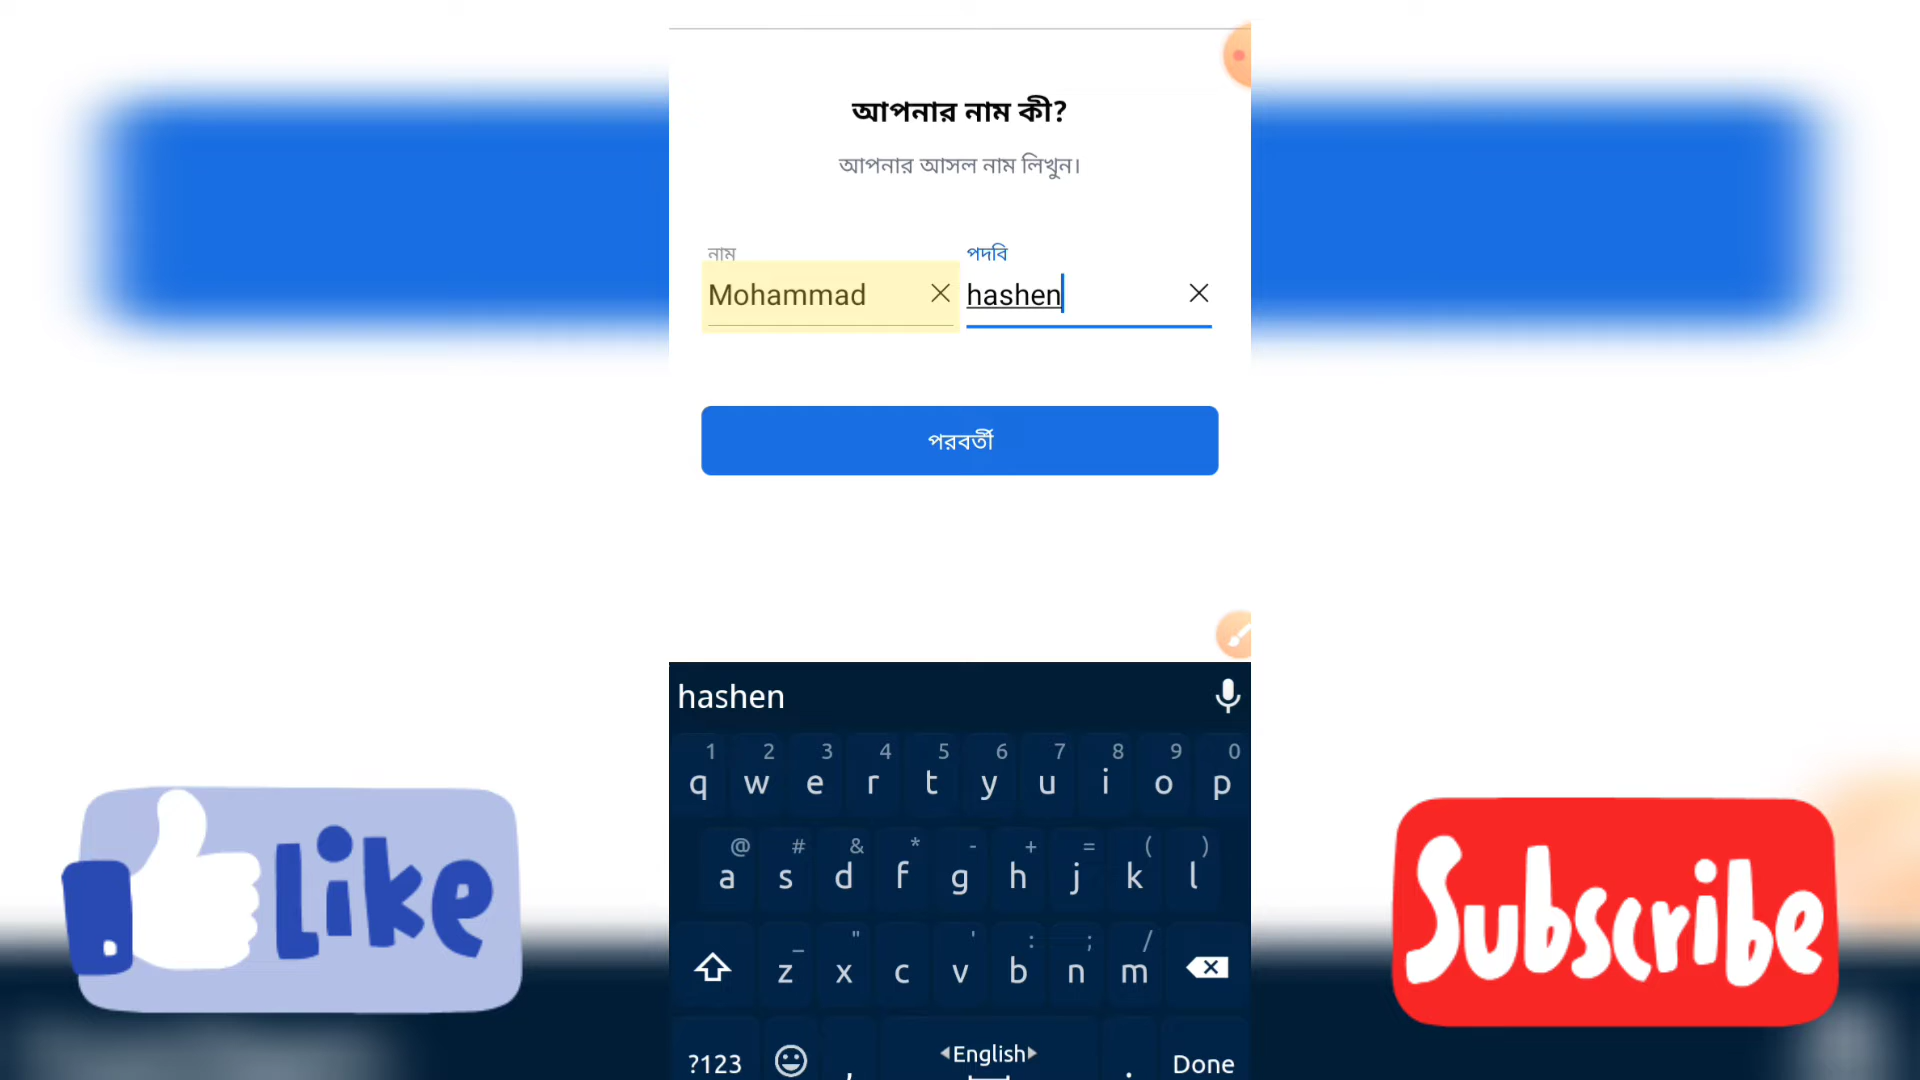 আপনার নাম কী?
আপনার আসল নাম লিখুন।
নাম পদবি
Mohammad hashen
পরবর্তী
hashen
1 2 3 4 5 6 7 8 9 0
q w e r t y u i o p
@ # & * - + = ( )
a s d f g h j k l
_ " ' : ; /
z x c v b n m
?123 , English . Done
Like
Subscribe